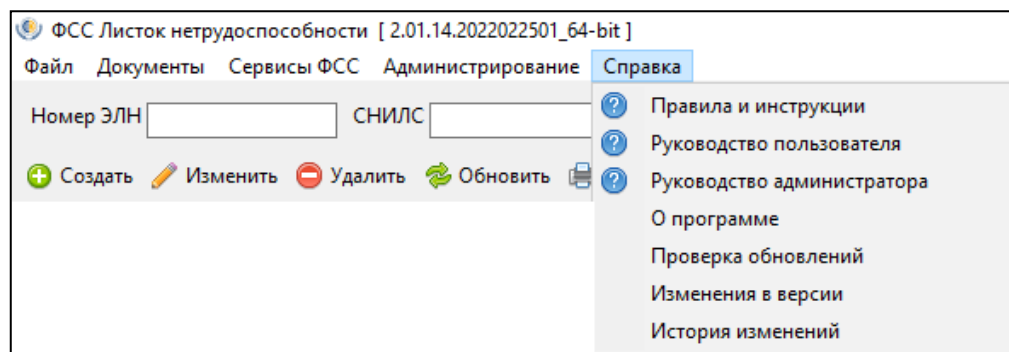 ФСС Листок нетрудоспособности [ 2.01.14.2022022501_64-bit ]
Файл Документы Сервисы ФСС Администрирование Справка
Номер ЭЛН СНИЛС
Создать Изменить Удалить Обновить
Правила и инструкции
Руководство пользователя
Руководство администратора
О программе
Проверка обновлений
Изменения в версии
История изменений